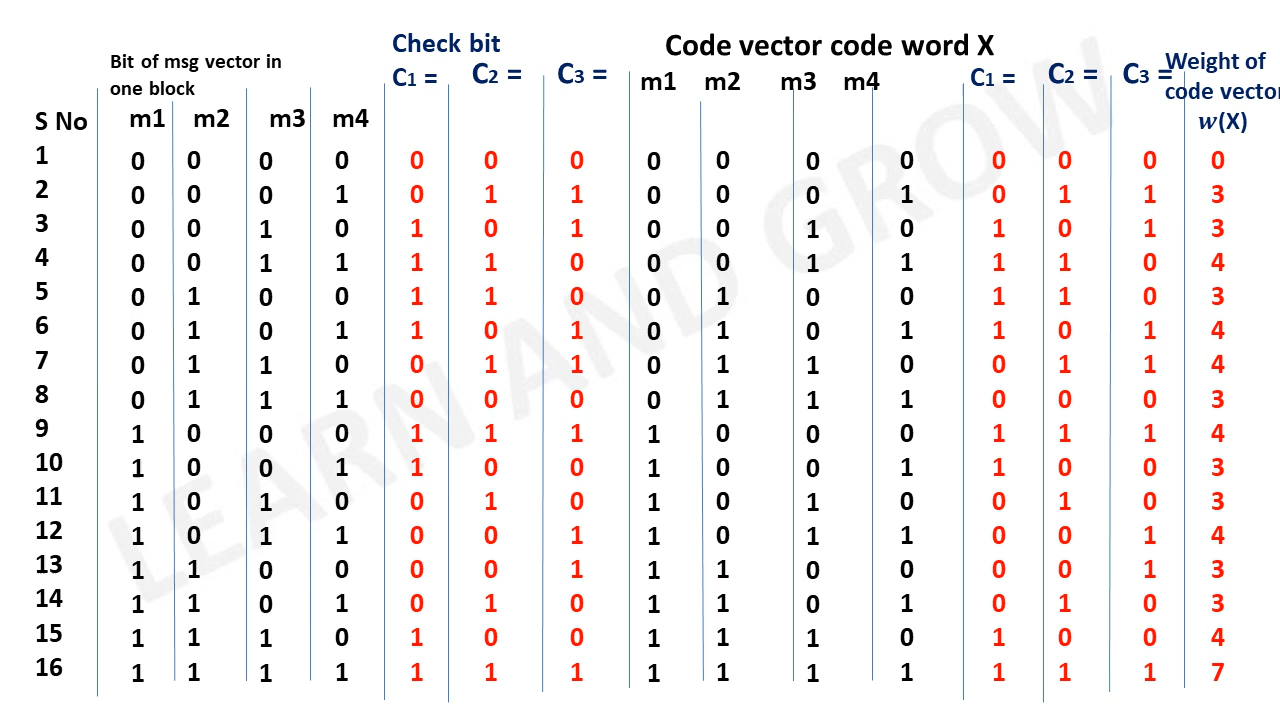 Check bit
Code vector code word X
Bit of msg vector in
one block
C1 = C2 = C3 =
m1 m2 m3 m4
C1 = C2 = C3 =
Weight of
code vector
w(X)
S No m1 m2 m3 m4
1 0 0 0 0 0 0 0 0 0 0 0 0 0 0 0
2 0 0 0 1 0 1 1 0 0 0 1 0 1 1 3
3 0 0 1 0 1 0 1 0 0 1 0 1 0 1 3
4 0 0 1 1 1 1 0 0 0 1 1 1 1 0 4
5 0 1 0 0 1 1 0 0 1 0 0 1 1 0 3
6 0 1 0 1 1 0 1 0 1 0 1 1 0 1 4
7 0 1 1 0 0 1 1 0 1 1 0 0 1 1 4
8 0 1 1 1 0 0 0 0 1 1 1 0 0 0 3
9 1 0 0 0 1 1 1 1 0 0 0 1 1 1 4
10 1 0 0 1 1 0 0 1 0 0 1 1 0 0 3
11 1 0 1 0 0 1 0 1 0 1 0 0 1 0 3
12 1 0 1 1 0 0 1 1 0 1 1 0 0 1 4
13 1 1 0 0 0 0 1 1 1 0 0 0 0 1 3
14 1 1 0 1 0 1 0 1 1 0 1 0 1 0 3
15 1 1 1 0 1 0 0 1 1 1 0 1 0 0 4
16 1 1 1 1 1 1 1 1 1 1 1 1 1 1 7
LEARN AND GROW